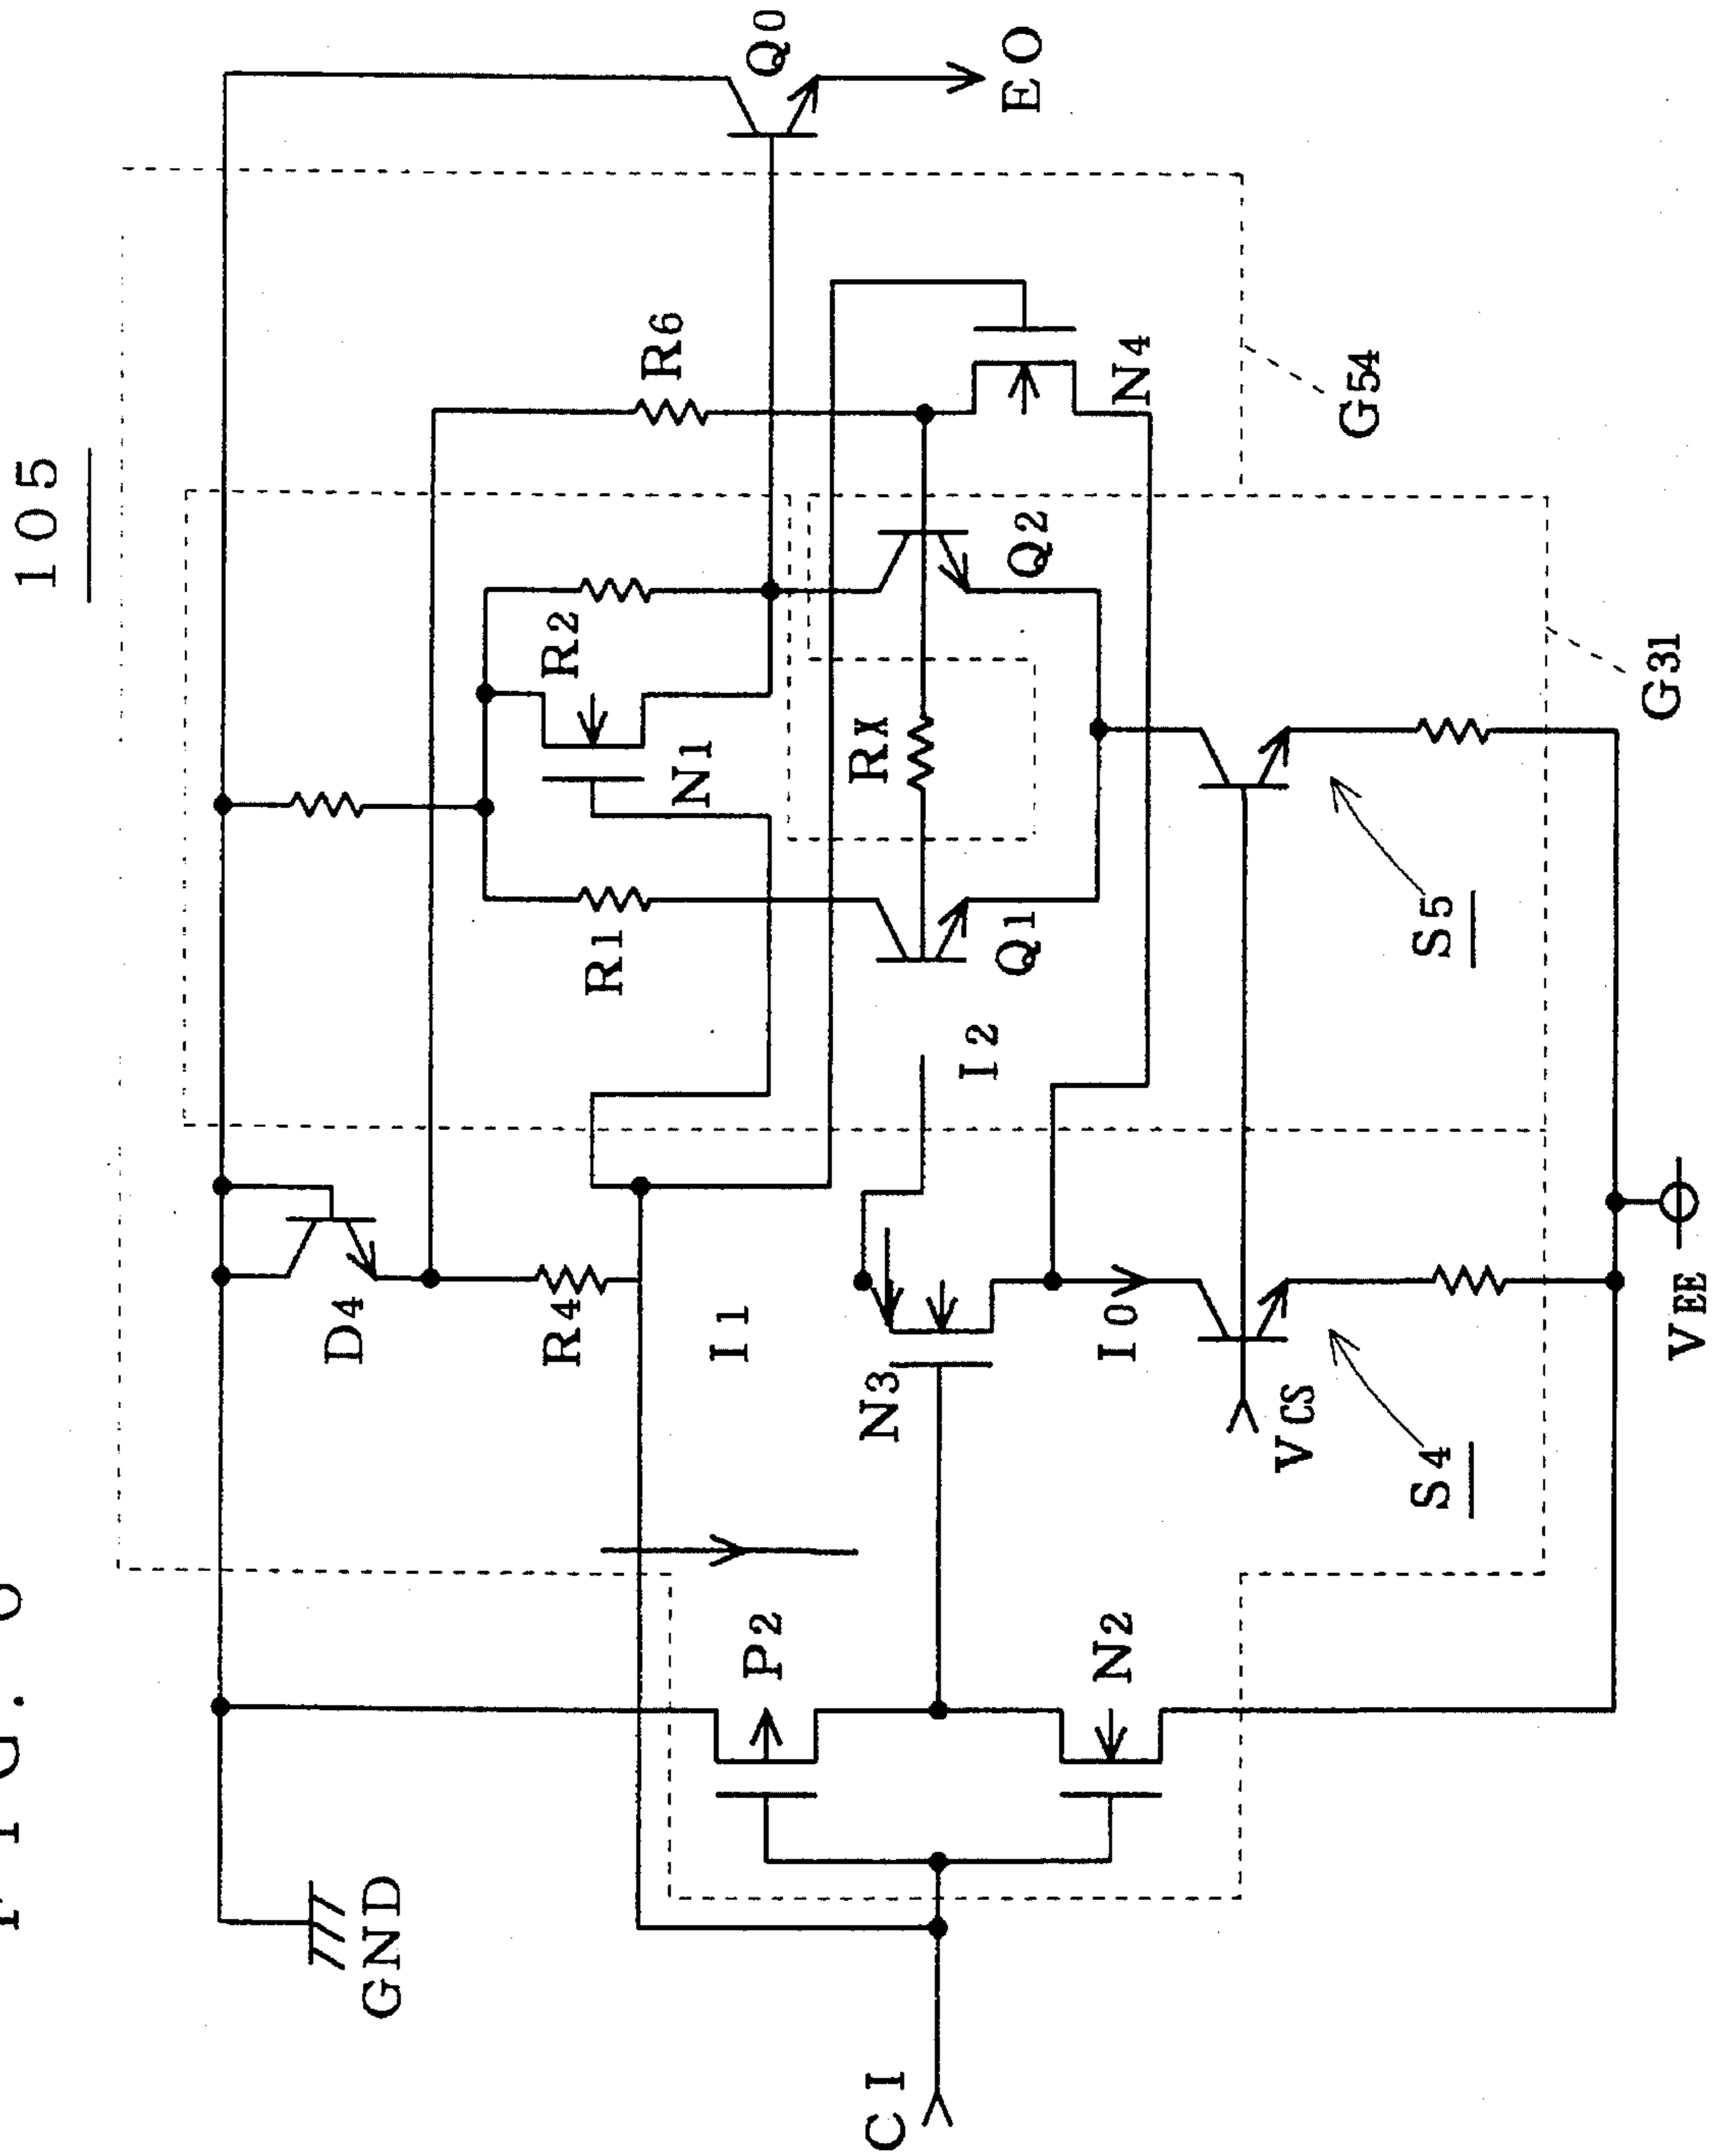 105
GND
D4
R4
R6
R1
R2
N1
Q0
EO
P2
I1
N3
I2
RX
Q1
Q2
N4
G54
N2
I0
VCS
CI
S4
S5
G31
VEE